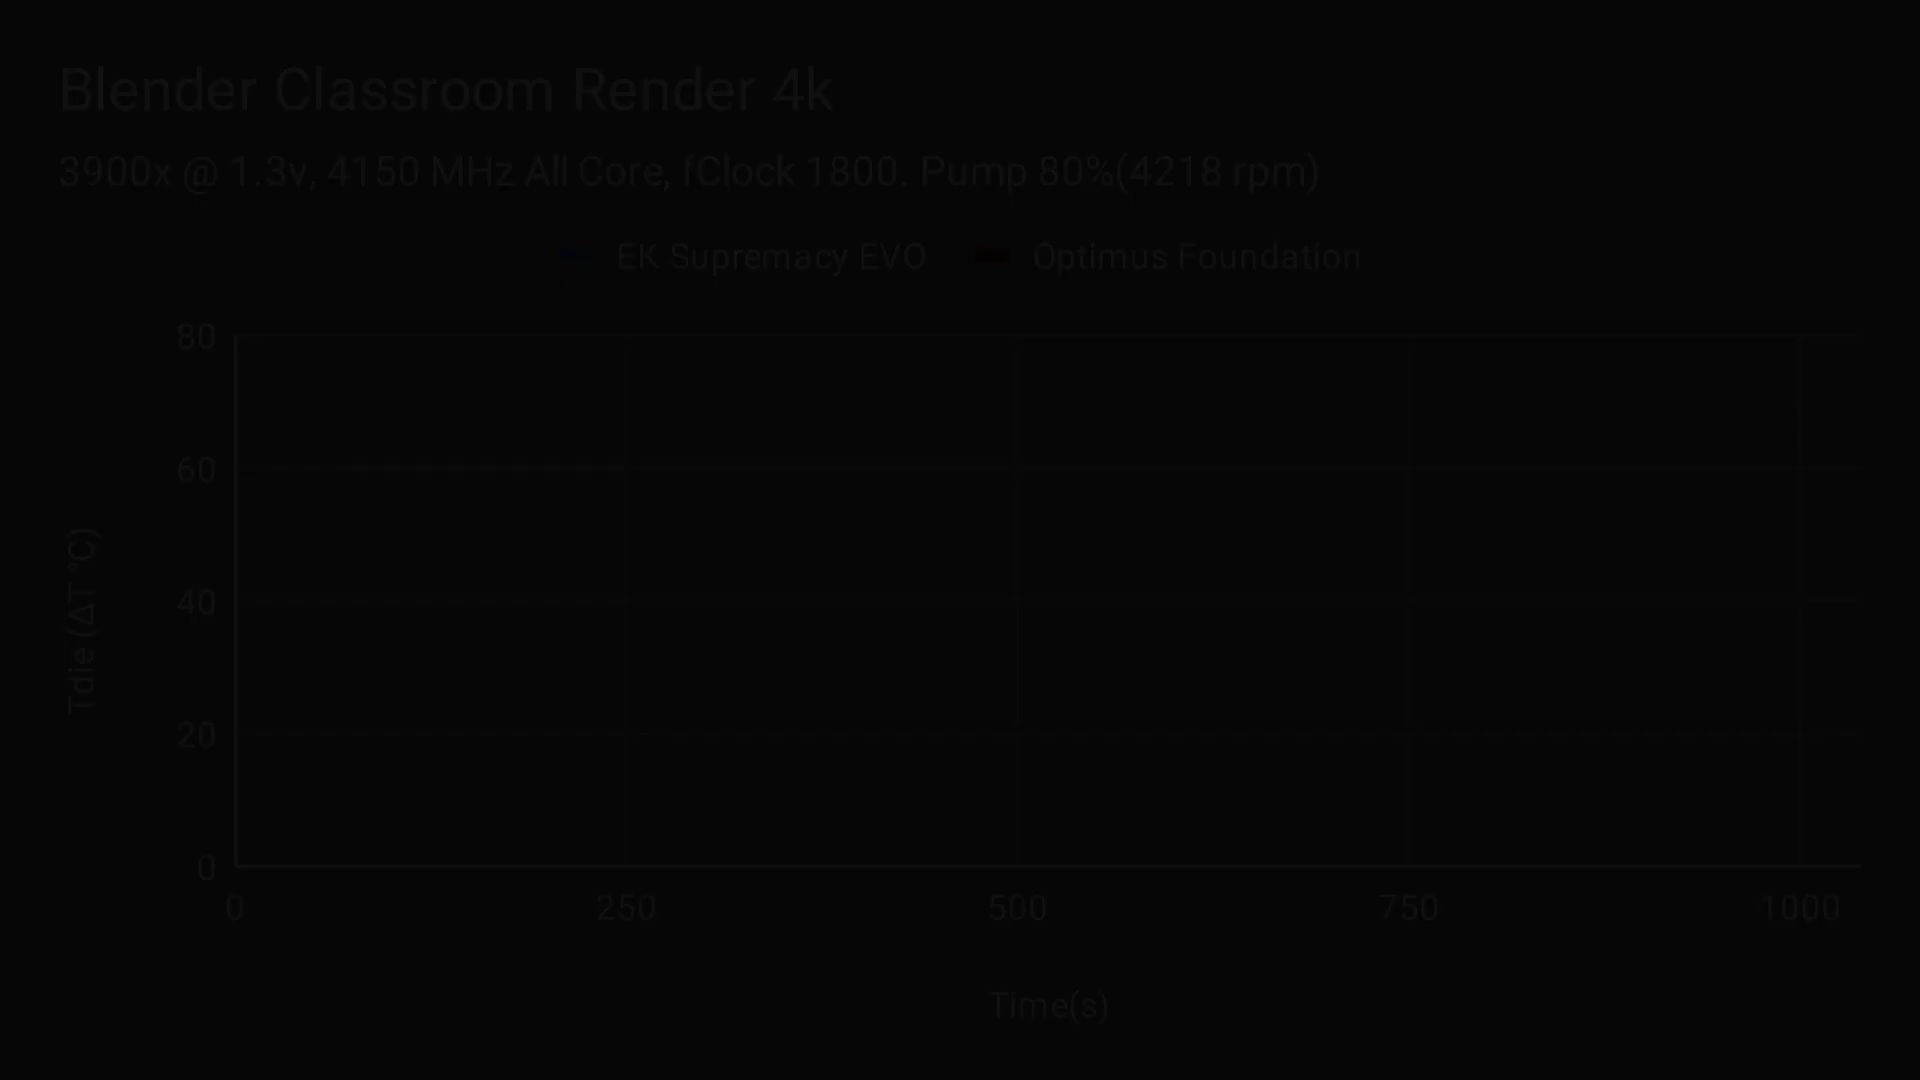 Blender Classroom Render 4k
3900x @ 1.3v, 4150 MHz All Core, fClock 1800. Pump 80%(4218 rpm)
EK Supremacy EVO Optimus Foundation
80
60
40
20
0
Tdie (ΔT °C)
0 250 500 750 1000
Time(s)